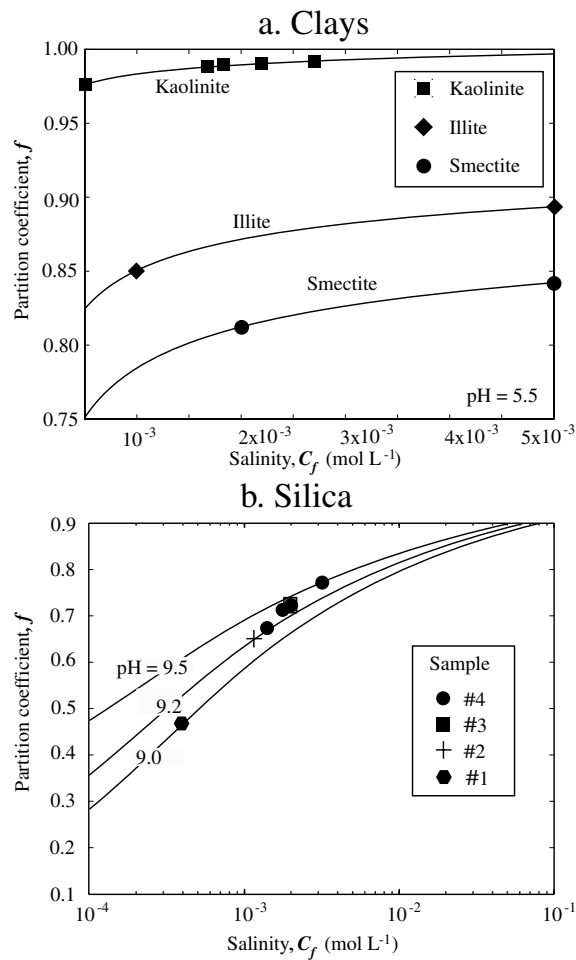 a. Clays
1.00
0.95
0.90
0.85
0.80
0.75
Partition coefficient, f
Kaolinite
Illite
Smectite
Kaolinite
Illite
Smectite
pH = 5.5
10⁻³
2x10⁻³
3x10⁻³
4x10⁻³
5x10⁻³
Salinity, C_f (mol L⁻¹)
b. Silica
0.9
0.8
0.7
0.6
0.5
0.4
0.3
0.2
0.1
Partition coefficient, f
pH = 9.5
9.2
9.0
Sample
#4
#3
#2
#1
10⁻⁴
10⁻³
10⁻²
10⁻¹
Salinity, C_f (mol L⁻¹)